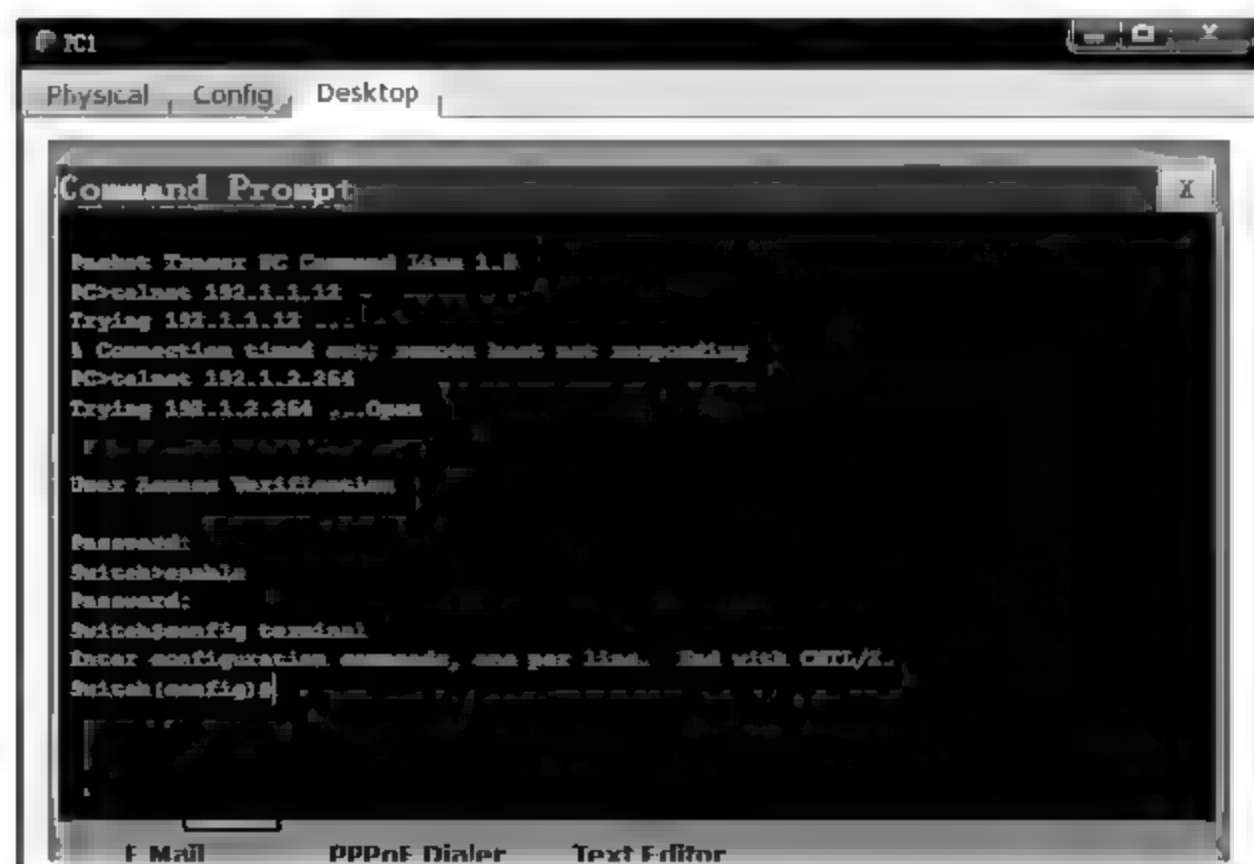 PC1
Physical Config Desktop
Command Prompt X
Packet Tracer PC Command Line 1.0
PC>telnet 192.1.1.12
Trying 192.1.1.12 ...
% Connection timed out; remote host not responding
PC>telnet 192.1.2.254
Trying 192.1.2.254 ...Open
User Access Verification
Password:
Switch>enable
Password:
Switch#config terminal
Enter configuration commands, one per line. End with CNTL/Z.
Switch(config)#
E Mail PPPoE Dialer Text Editor